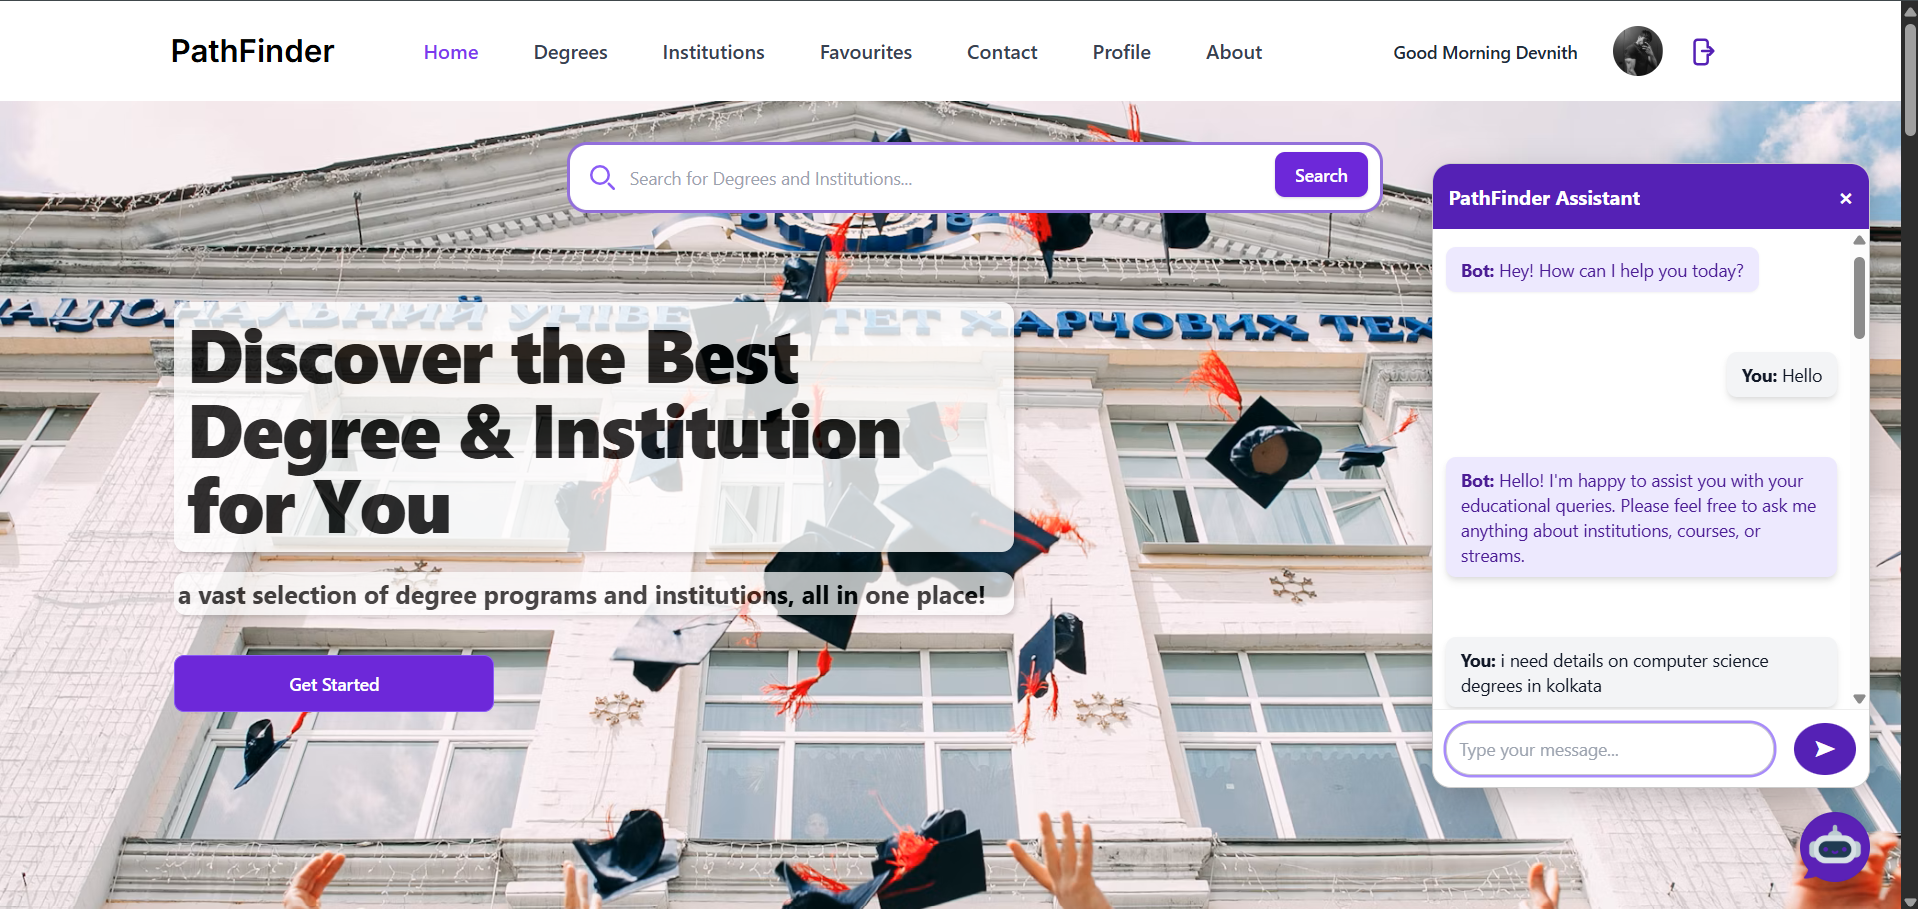 PathFinder
Home
Degrees
Institutions
Favourites
Contact
Profile
About
Good Morning Devnith
Search for Degrees and Institutions...
Search
НАЦІОНАЛЬНИЙ УНІВЕ
ТЕТ ХАРЧОВИХ ТЕХ
Discover the Best
Degree & Institution
for You
a vast selection of degree programs and institutions, all in one place!
Get Started
PathFinder Assistant
×
Bot: Hey! How can I help you today?
You: Hello
Bot: Hello! I'm happy to assist you with your
educational queries. Please feel free to ask me
anything about institutions, courses, or
streams.
You: i need details on computer science
degrees in kolkata
Type your message...